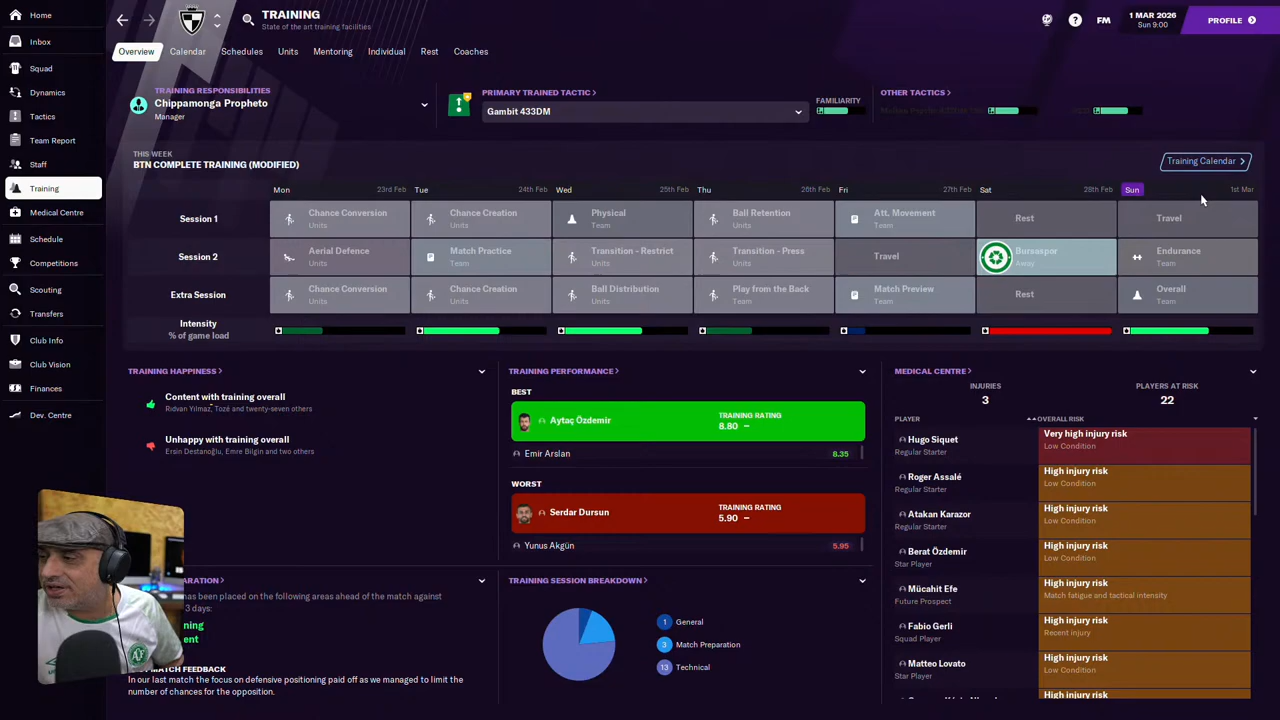 Home
Inbox
Squad
Dynamics
Tactics
Team Report
Staff
Training
Medical Centre
Schedule
Competitions
Scouting
Transfers
Club Info
Club Vision
Finances
Dev. Centre
TRAINING
State of the art training facilities
FM
1 MAR 2026
Sun 9:00
PROFILE
Overview
Calendar
Schedules
Units
Mentoring
Individual
Rest
Coaches
TRAINING RESPONSIBILITIES
Chippamonga Propheto
Manager
PRIMARY TRAINED TACTIC
Gambit 433DM
FAMILIARITY
OTHER TACTICS
THIS WEEK
BTN COMPLETE TRAINING (MODIFIED)
Training Calendar
Mon 23rd Feb
Tue 24th Feb
Wed 25th Feb
Thu 26th Feb
Fri 27th Feb
Sat 28th Feb
Sun 1st Mar
Session 1
Chance Conversion
Units
Chance Creation
Units
Physical
Team
Ball Retention
Units
Att. Movement
Team
Rest
Travel
Session 2
Aerial Defence
Units
Match Practice
Team
Transition - Restrict
Units
Transition - Press
Units
Travel
Bursaspor
Away
Endurance
Team
Extra Session
Chance Conversion
Units
Chance Creation
Units
Ball Distribution
Units
Play from the Back
Units
Match Preview
Team
Rest
Overall
Team
Intensity
% of game load
TRAINING HAPPINESS
Content with training overall
Rıdvan Yilmaz, Tozé and twenty-seven others
Unhappy with training overall
Ersin Destanoğlu, Emre Bilgin and two others
TRAINING PERFORMANCE
BEST
Aytaç Özdemir
TRAINING RATING
8.80 –
Emir Arslan
8.35
WORST
Serdar Dursun
TRAINING RATING
5.90 –
Yunus Akgün
5.95
MEDICAL CENTRE
INJURIES
3
PLAYERS AT RISK
22
PLAYER
OVERALL RISK
Hugo Siquet
Regular Starter
Very high injury risk
Low Condition
Roger Assalé
Regular Starter
High injury risk
Low Condition
Atakan Karazor
Regular Starter
High injury risk
Low Condition
Berat Özdemir
Star Player
High injury risk
Low Condition
Mücahit Efe
Future Prospect
High injury risk
Match fatigue and tactical intensity
Fabio Gerli
Squad Player
High injury risk
Recent injury
Matteo Lovato
Star Player
High injury risk
Low Condition
High injury risk
ARATION
has been placed on the following areas ahead of the match against
3 days:
ning
ent
MATCH FEEDBACK
In our last match the focus on defensive positioning paid off as we managed to limit the
number of chances for the opposition.
TRAINING SESSION BREAKDOWN
1 General
3 Match Preparation
13 Technical